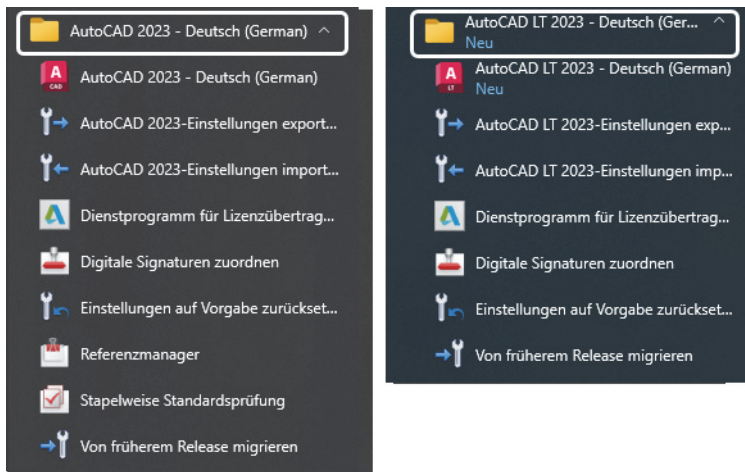 AutoCAD 2023 - Deutsch (German)
CAD AutoCAD 2023 - Deutsch (German)
AutoCAD 2023-Einstellungen export...
AutoCAD 2023-Einstellungen import...
Dienstprogramm für Lizenzübertrag...
Digitale Signaturen zuordnen
Einstellungen auf Vorgabe zurückset...
Referenzmanager
Stapelweise Standardsprüfung
Von früherem Release migrieren
AutoCAD LT 2023 - Deutsch (Ger...
Neu
LT AutoCAD LT 2023 - Deutsch (German)
Neu
AutoCAD LT 2023-Einstellungen exp...
AutoCAD LT 2023-Einstellungen imp...
Dienstprogramm für Lizenzübertrag...
Digitale Signaturen zuordnen
Einstellungen auf Vorgabe zurückset...
Von früherem Release migrieren